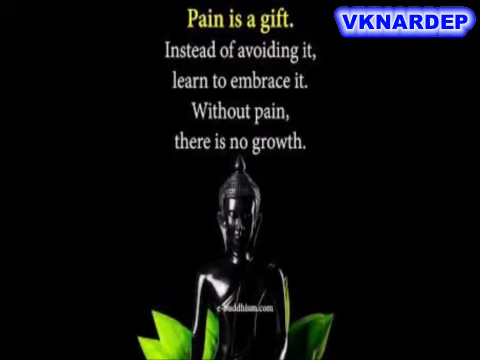 Pain is a gift.
VKNARDEP
Instead of avoiding it,
learn to embrace it.
Without pain,
there is no growth.
e-buddhism.com